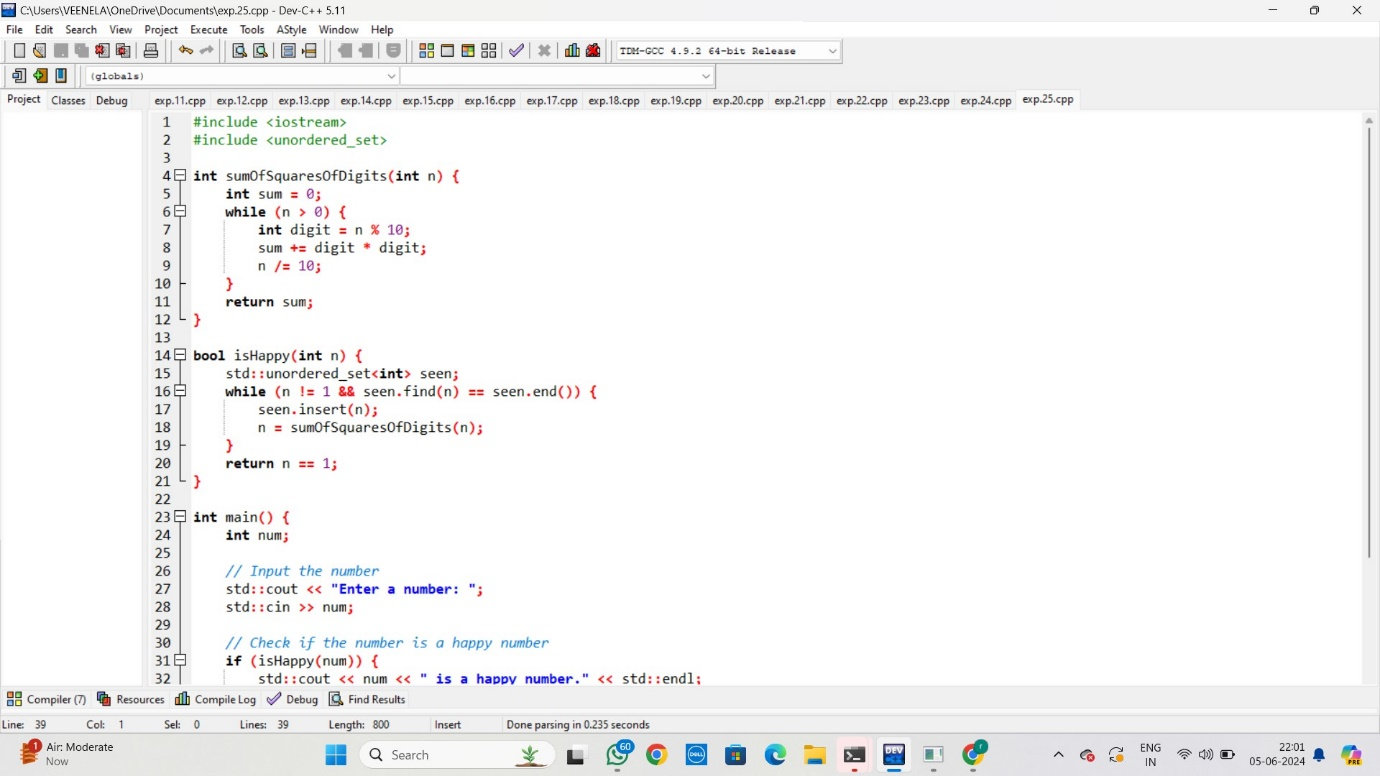 C:\Users\VEENELA\OneDrive\Documents\exp.25.cpp - Dev-C++ 5.11
File Edit Search View Project Execute Tools AStyle Window Help
TDM-GCC 4.9.2 64-bit Release
(globals)
Project Classes Debug exp.11.cpp exp.12.cpp exp.13.cpp exp.14.cpp exp.15.cpp exp.16.cpp exp.17.cpp exp.18.cpp exp.19.cpp exp.20.cpp exp.21.cpp exp.22.cpp exp.23.cpp exp.24.cpp exp.25.cpp
1 #include <iostream>
2 #include <unordered_set>
3
4 int sumOfSquaresOfDigits(int n) {
5 int sum = 0;
6 while (n > 0) {
7 int digit = n % 10;
8 sum += digit * digit;
9 n /= 10;
10 }
11 return sum;
12 }
13
14 bool isHappy(int n) {
15 std::unordered_set<int> seen;
16 while (n != 1 && seen.find(n) == seen.end()) {
17 seen.insert(n);
18 n = sumOfSquaresOfDigits(n);
19 }
20 return n == 1;
21 }
22
23 int main() {
24 int num;
25
26 // Input the number
27 std::cout << "Enter a number: ";
28 std::cin >> num;
29
30 // Check if the number is a happy number
31 if (isHappy(num)) {
32 std::cout << num << " is a happy number." << std::endl;
Compiler (7) Resources Compile Log Debug Find Results
Line: 39 Col: 1 Sel: 0 Lines: 39 Length: 800 Insert Done parsing in 0.235 seconds
1 Air: Moderate
Now
Search
60
DELL
DEV
ENG
IN
22:01
05-06-2024
PRE